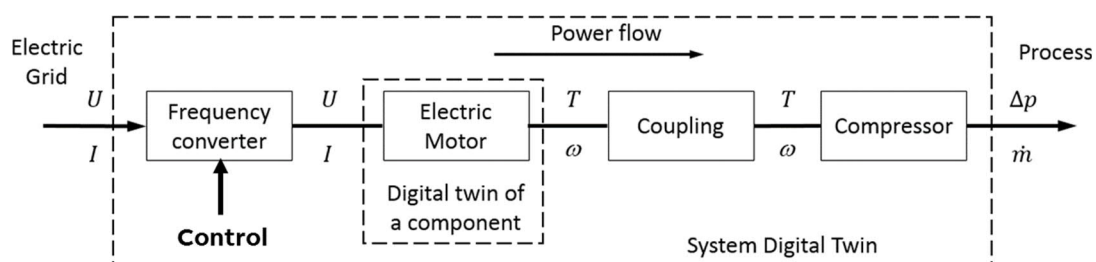 Electric
Grid
Power flow
Process
U
I
Frequency
converter
U
I
Electric
Motor
T
ω
Coupling
T
ω
Compressor
Δp
ṁ
Digital twin of
a component
Control
System Digital Twin